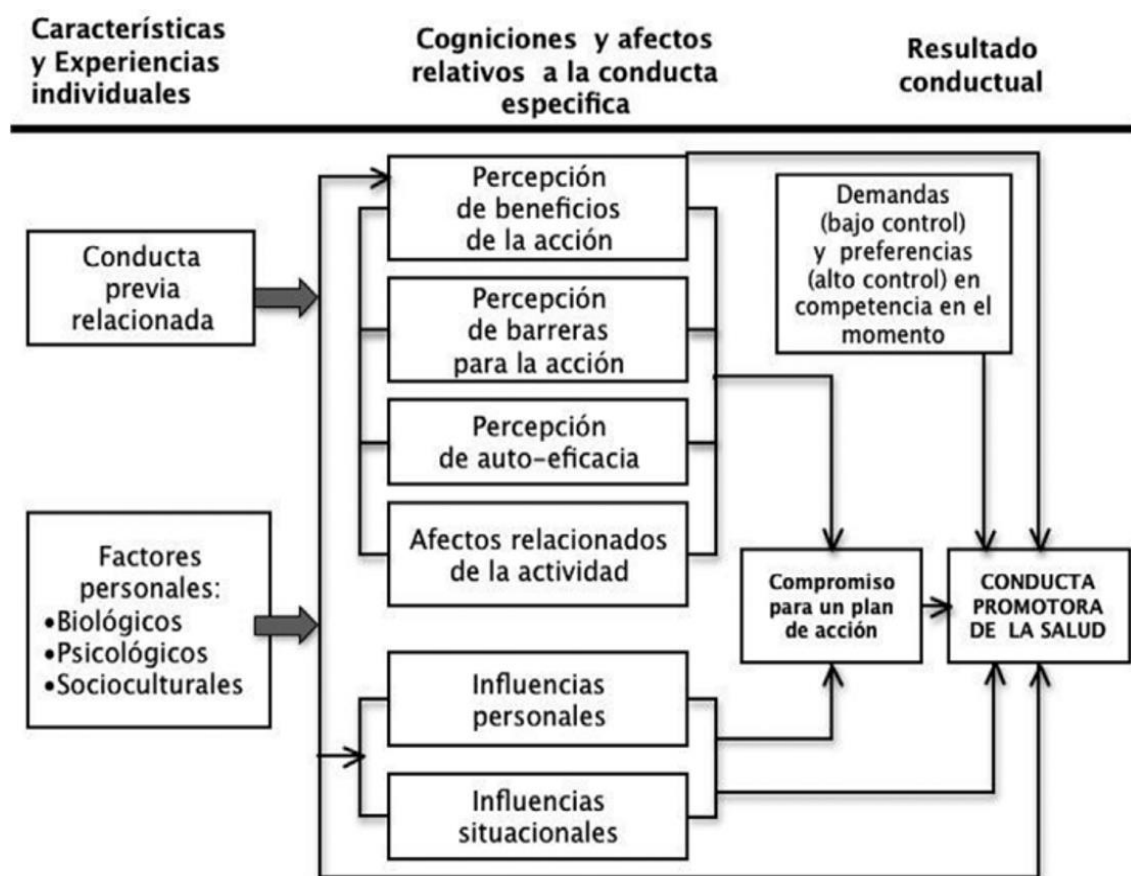 Características
y Experiencias
individuales
Cogniciones y afectos
relativos a la conducta
especifica
Resultado
conductual
Conducta
previa
relacionada
Factores
personales:
•Biológicos
•Psicológicos
•Socioculturales
Percepción
de beneficios
de la acción
Percepción
de barreras
para la acción
Percepción
de auto-eficacia
Afectos relacionados
de la actividad
Influencias
personales
Influencias
situacionales
Demandas
(bajo control)
y preferencias
(alto control) en
competencia en el
momento
Compromiso
para un plan
de acción
CONDUCTA
PROMOTORA
DE LA SALUD